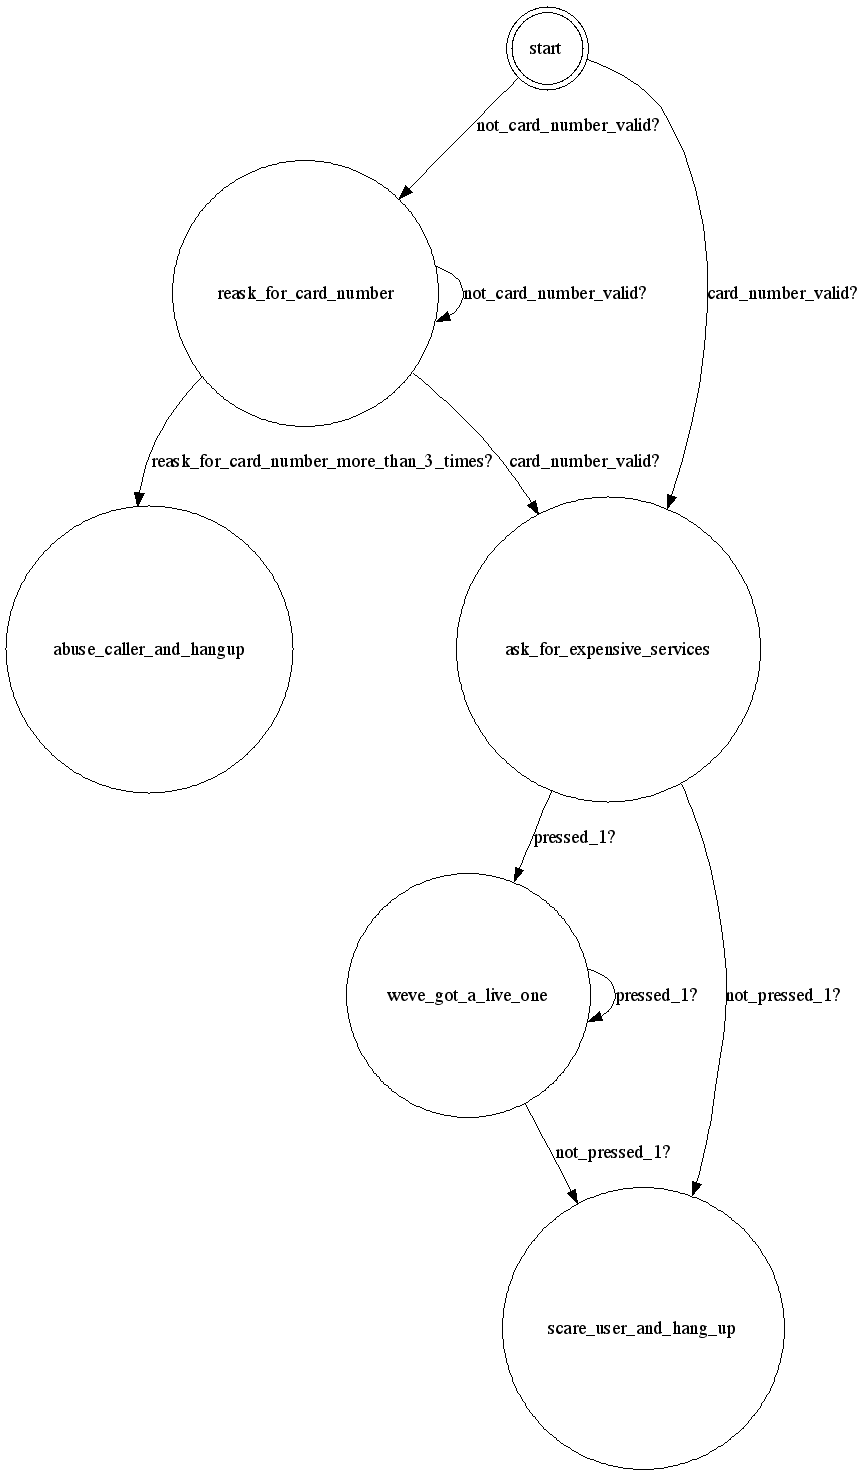 start
not_card_number_valid?
reask_for_card_number
not_card_number_valid?
card_number_valid?
reask_for_card_number_more_than_3_times?
card_number_valid?
abuse_caller_and_hangup
ask_for_expensive_services
pressed_1?
weve_got_a_live_one
pressed_1?
not_pressed_1?
not_pressed_1?
scare_user_and_hang_up